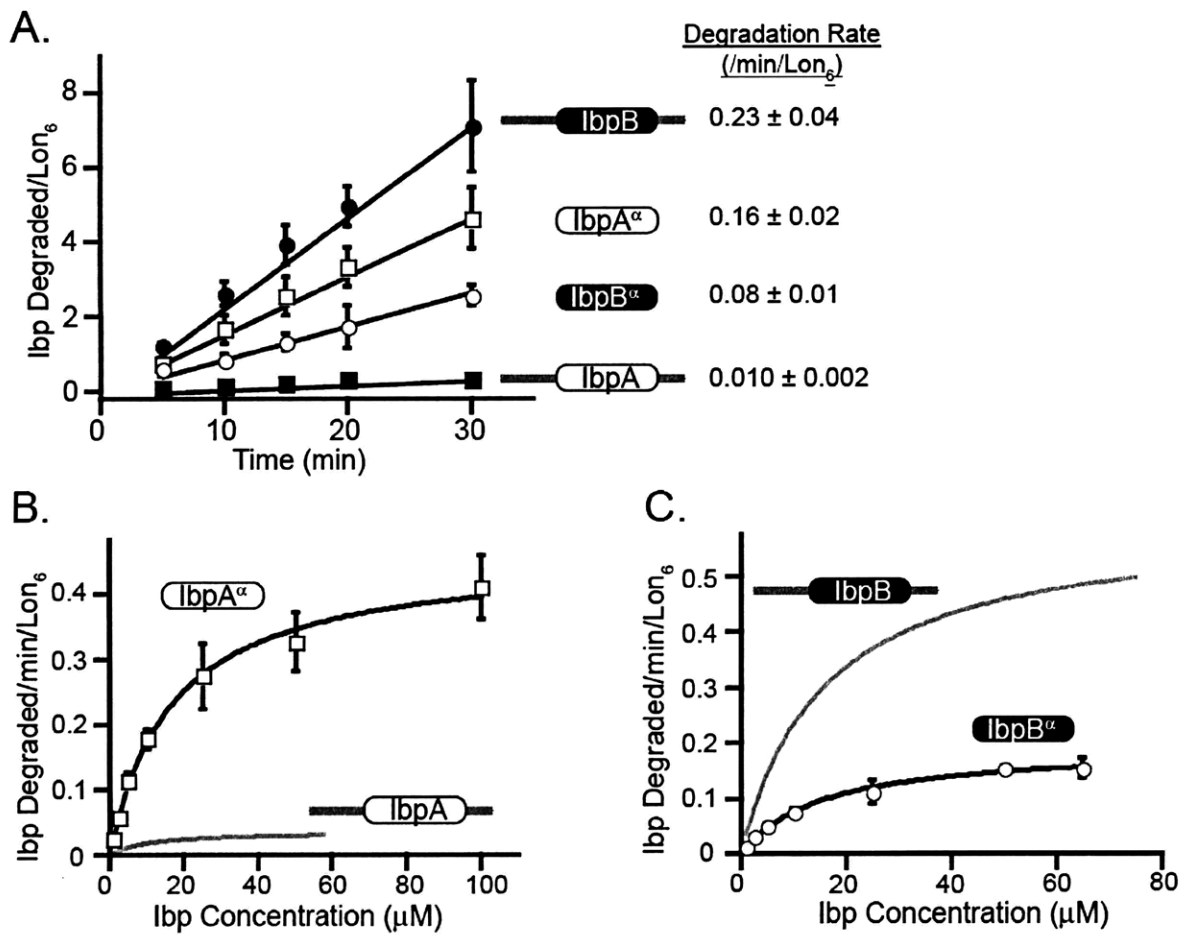 A.
Degradation Rate
(/min/Lon₆)
8
6
4
2
0
Ibp Degraded/Lon₆
0
10
20
30
Time (min)
IbpB
0.23 ± 0.04
IbpAᵅ
0.16 ± 0.02
IbpBᵅ
0.08 ± 0.01
IbpA
0.010 ± 0.002
B.
Ibp Degraded/min/Lon₆
0.4
0.3
0.2
0.1
0
IbpAᵅ
IbpA
0
20
40
60
80
100
Ibp Concentration (μM)
C.
Ibp Degraded/min/Lon₆
0.5
0.4
0.3
0.2
0.1
0
IbpB
IbpBᵅ
0
20
40
60
80
Ibp Concentration (μM)